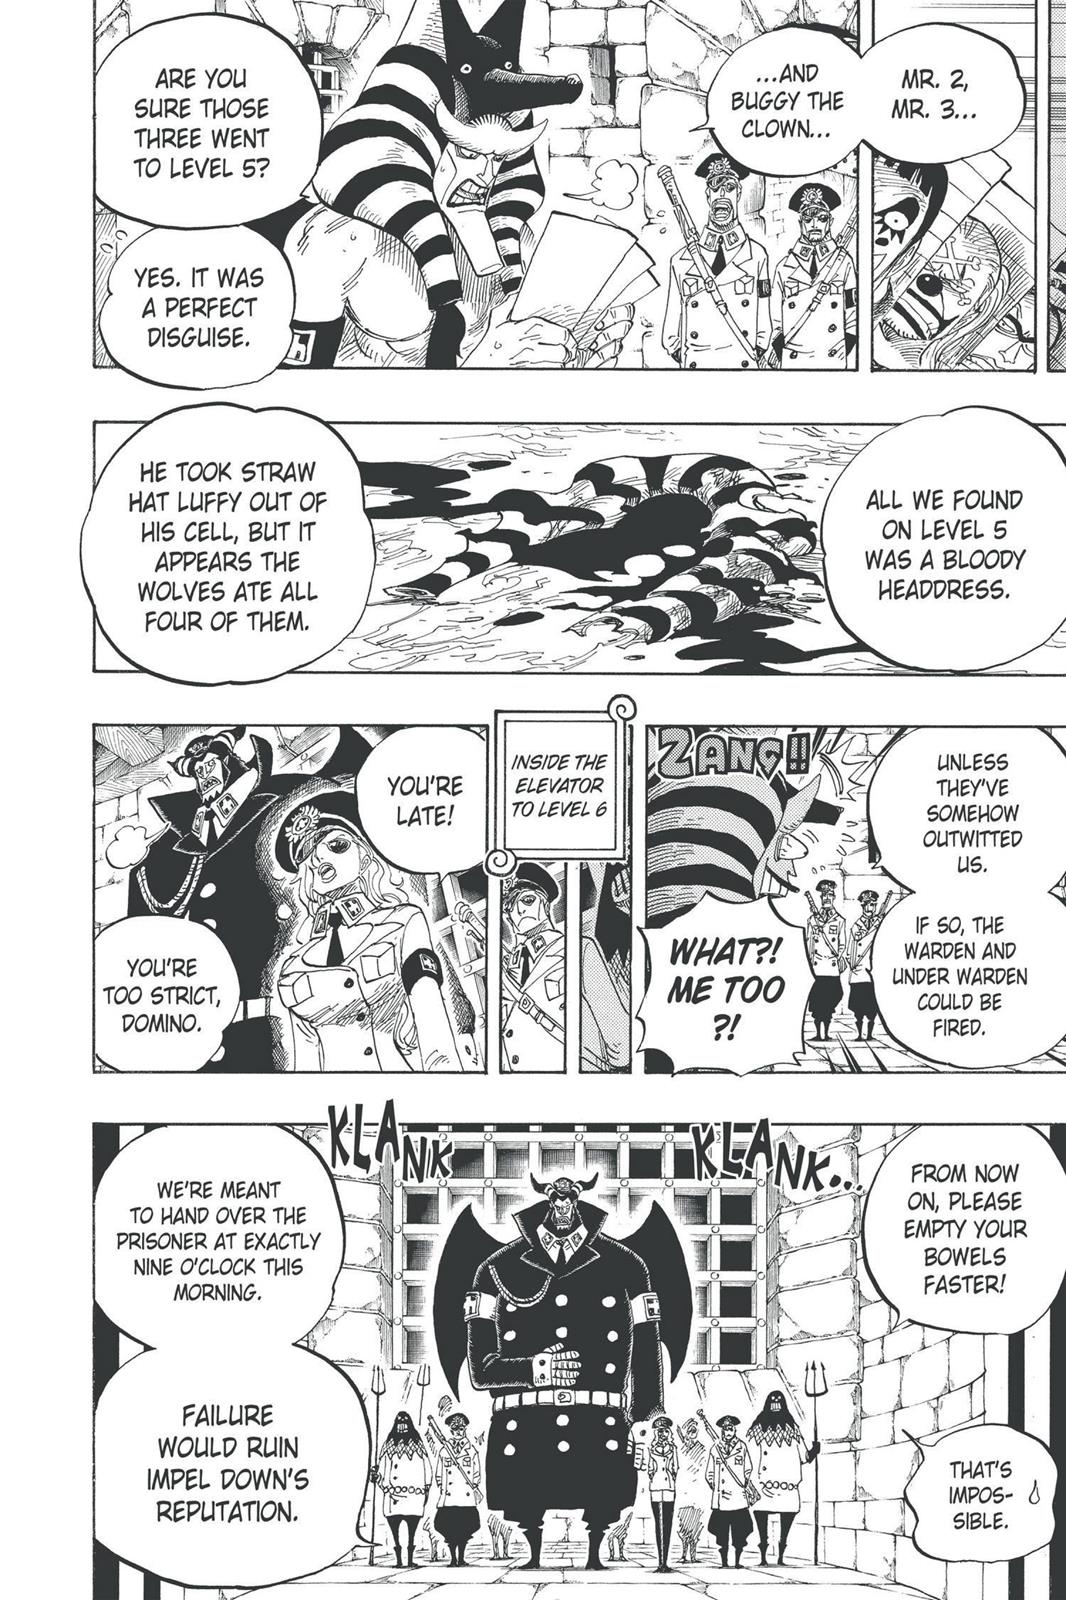 MR. 2,
MR. 3...
...AND
BUGGY THE
CLOWN...
ARE YOU
SURE THOSE
THREE WENT
TO LEVEL 5?
YES. IT WAS
A PERFECT
DISGUISE.
ALL WE FOUND
ON LEVEL 5
WAS A BLOODY
HEADDRESS.
HE TOOK STRAW
HAT LUFFY OUT OF
HIS CELL, BUT IT
APPEARS THE
WOLVES ATE ALL
FOUR OF THEM.
UNLESS
THEY'VE
SOMEHOW
OUTWITTED
US.
IF SO, THE
WARDEN AND
UNDER WARDEN
COULD BE
FIRED.
ZANG!!
WHAT?!
ME TOO
?!
INSIDE THE
ELEVATOR
TO LEVEL 6
YOU'RE
LATE!
YOU'RE
TOO STRICT,
DOMINO.
FROM NOW
ON, PLEASE
EMPTY YOUR
BOWELS
FASTER!
THAT'S
IMPOS-
SIBLE.
KLANK...
KLANK
WE'RE MEANT
TO HAND OVER THE
PRISONER AT EXACTLY
NINE O'CLOCK THIS
MORNING.
FAILURE
WOULD RUIN
IMPEL DOWN'S
REPUTATION.